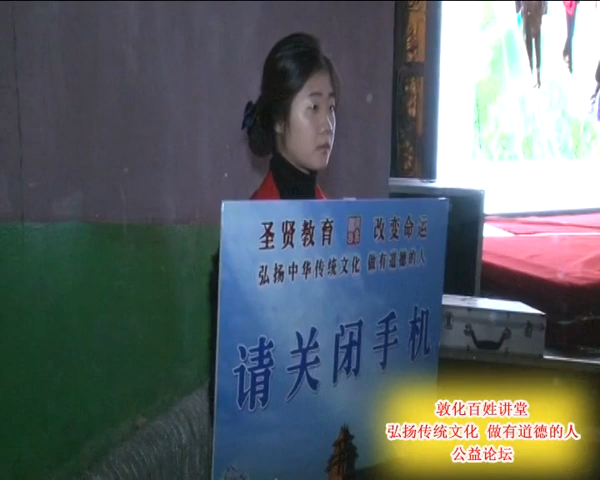 圣贤教育 改变命运
弘扬中华传统文化 做有道德的人
请关闭手机
敦化百姓讲堂
弘扬传统文化 做有道德的人
公益论坛